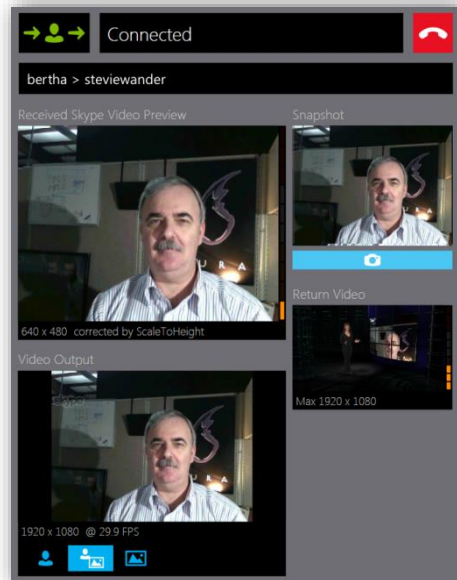 Connected
bertha > steviewander
Received Skype Video Preview
Snapshot
URA
640 x 480 corrected by ScaleToHeight
Return Video
Max 1920 x 1080
Video Output
1920 x 1080 @ 29.9 FPS